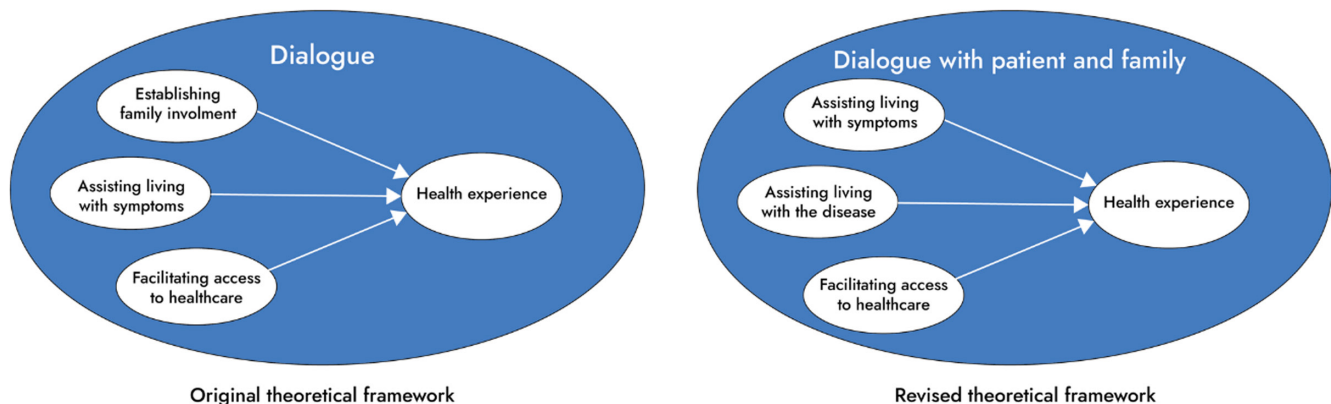 Dialogue
Establishing
family involment
Assisting living
with symptoms
Facilitating access
to healthcare
Health experience
Original theoretical framework
Dialogue with patient and family
Assisting living
with symptoms
Assisting living
with the disease
Facilitating access
to healthcare
Health experience
Revised theoretical framework